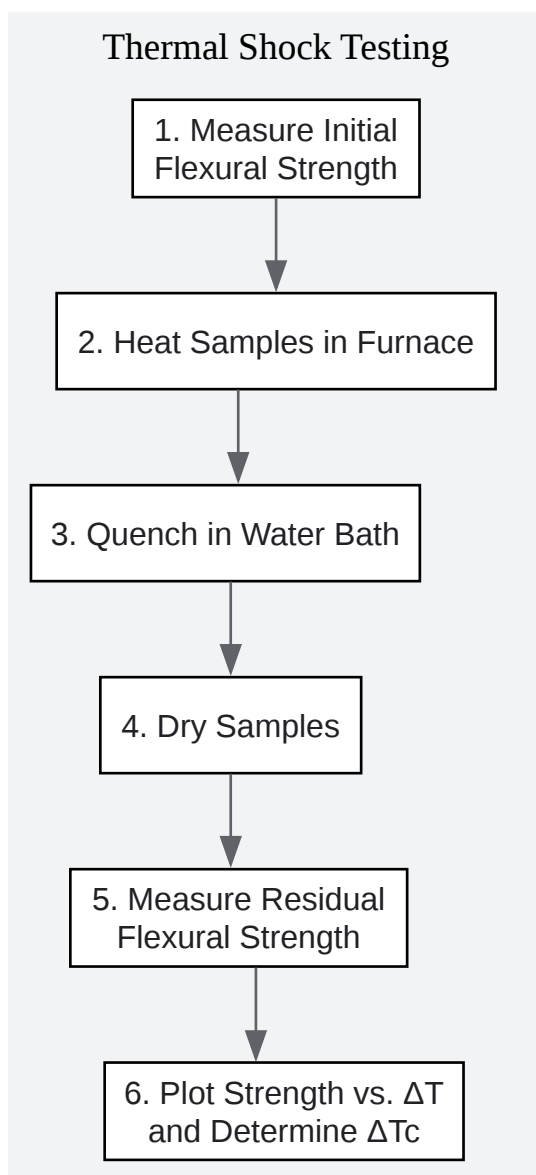 Thermal Shock Testing
1. Measure Initial
Flexural Strength
2. Heat Samples in Furnace
3. Quench in Water Bath
4. Dry Samples
5. Measure Residual
Flexural Strength
6. Plot Strength vs. ΔT
and Determine ΔTc